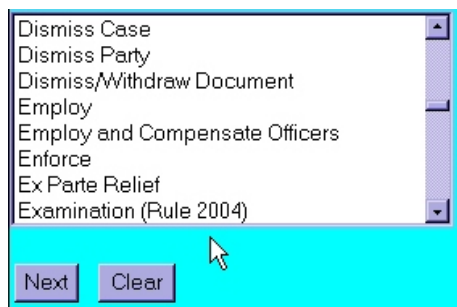 Dismiss Case
Dismiss Party
Dismiss/Withdraw Document
Employ
Employ and Compensate Officers
Enforce
Ex Parte Relief
Examination (Rule 2004)
Next Clear